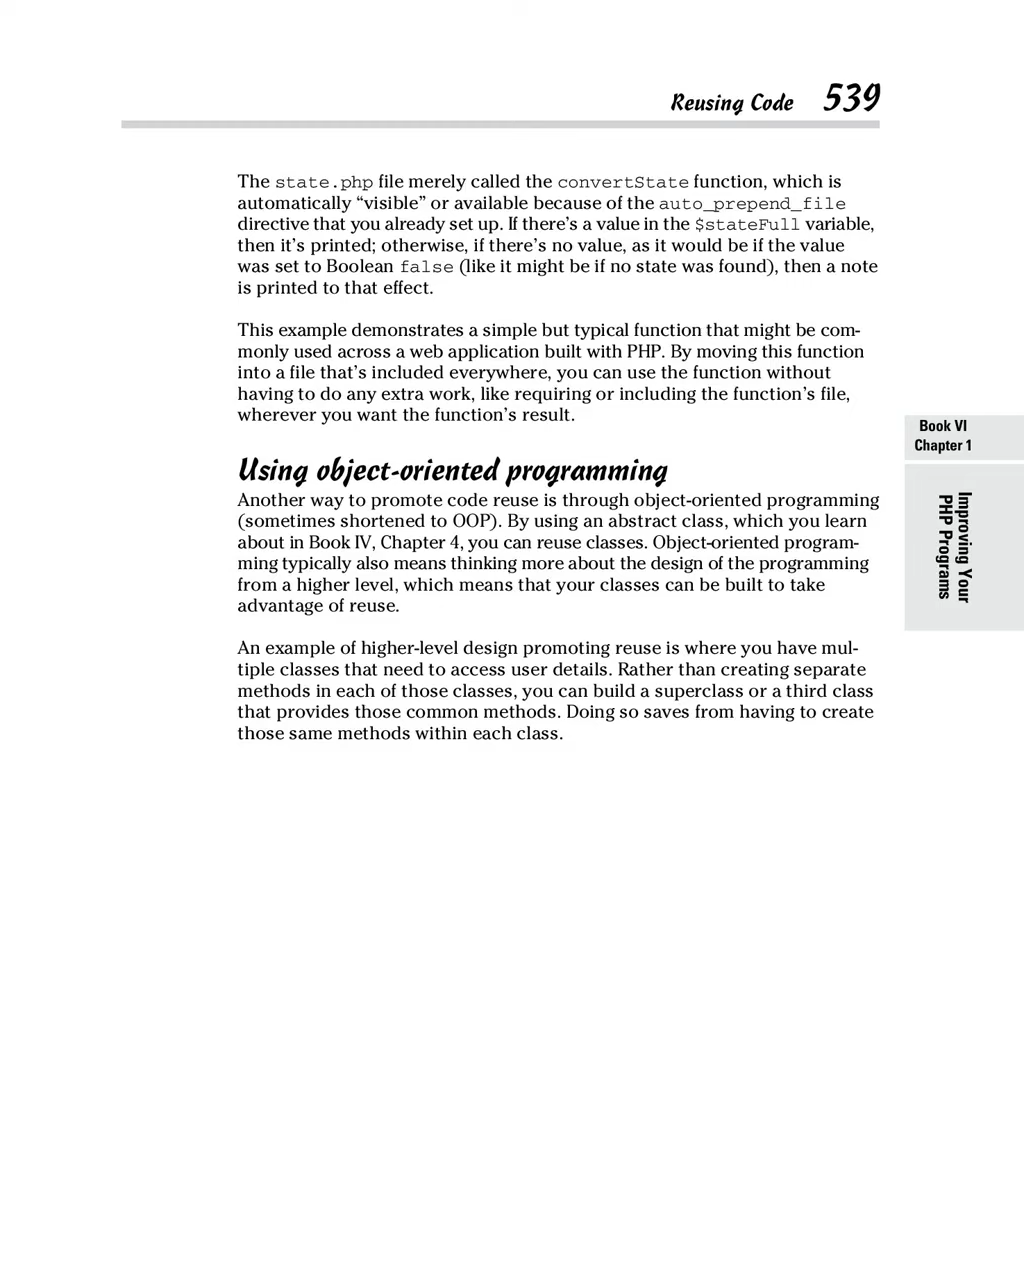 Reusing Code 539
The state.php file merely called the convertState function, which is
automatically “visible” or available because of the auto_prepend_file
directive that you already set up. If there’s a value in the $stateFull variable,
then it’s printed; otherwise, if there’s no value, as it would be if the value
was set to Boolean false (like it might be if no state was found), then a note
is printed to that effect.
This example demonstrates a simple but typical function that might be com-
monly used across a web application built with PHP. By moving this function
into a file that’s included everywhere, you can use the function without
having to do any extra work, like requiring or including the function’s file,
wherever you want the function’s result.
Using object-oriented programming
Another way to promote code reuse is through object-oriented programming
(sometimes shortened to OOP). By using an abstract class, which you learn
about in Book IV, Chapter 4, you can reuse classes. Object-oriented program-
ming typically also means thinking more about the design of the programming
from a higher level, which means that your classes can be built to take
advantage of reuse.
An example of higher-level design promoting reuse is where you have mul-
tiple classes that need to access user details. Rather than creating separate
methods in each of those classes, you can build a superclass or a third class
that provides those common methods. Doing so saves from having to create
those same methods within each class.
Book VI
Chapter 1
Improving Your
PHP Programs